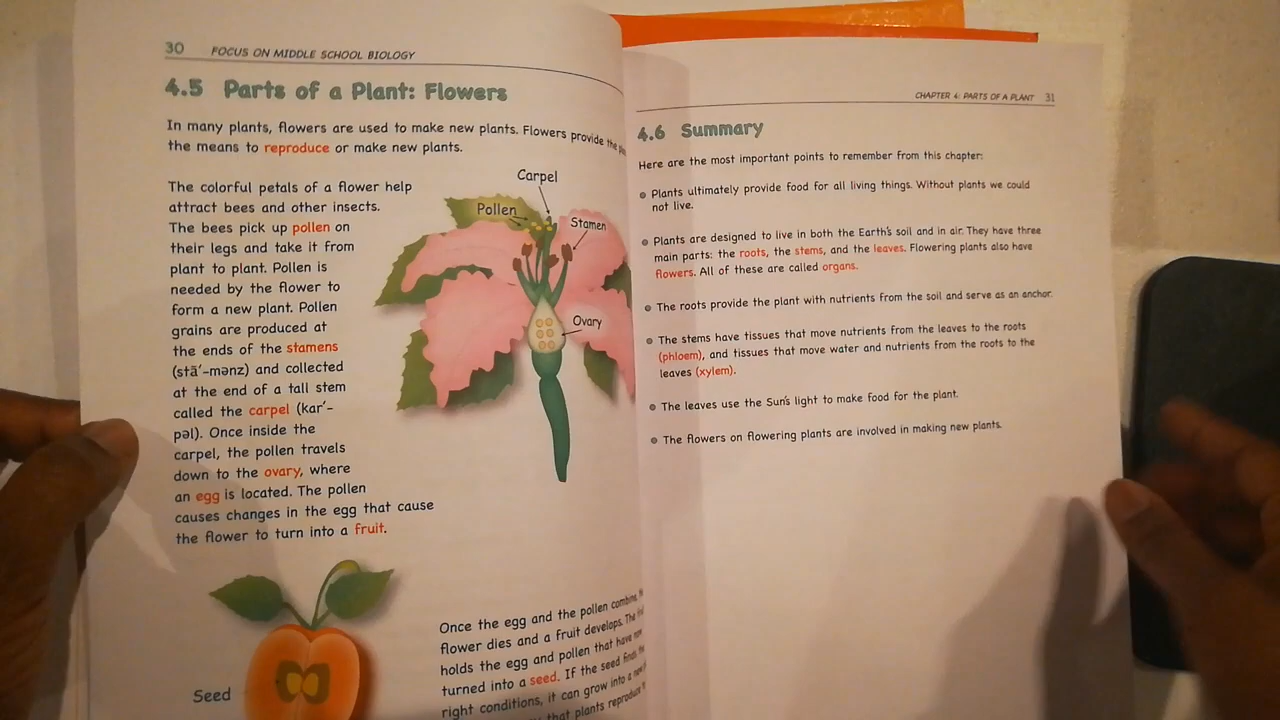 30 FOCUS ON MIDDLE SCHOOL BIOLOGY
4.5 Parts of a Plant: Flowers
In many plants, flowers are used to make new plants. Flowers provide the
the means to reproduce or make new plants.
The colorful petals of a flower help
attract bees and other insects.
The bees pick up pollen on
their legs and take it from
plant to plant. Pollen is
needed by the flower to
form a new plant. Pollen
grains are produced at
the ends of the stamens
(stā′-mənz) and collected
at the end of a tall stem
called the carpel (kar′-
pəl). Once inside the
carpel, the pollen travels
down to the ovary, where
an egg is located. The pollen
causes changes in the egg that cause
the flower to turn into a fruit.
Carpel
Pollen
Stamen
Ovary
Seed
Once the egg and the pollen combine,
flower dies and a fruit develops. The
holds the egg and pollen that have now
turned into a seed. If the seed finds
right conditions, it can grow into a
that plants reproduce
CHAPTER 4: PARTS OF A PLANT 31
4.6 Summary
Here are the most important points to remember from this chapter:
Plants ultimately provide food for all living things. Without plants we could
not live.
Plants are designed to live in both the Earth's soil and in air. They have three
main parts: the roots, the stems, and the leaves. Flowering plants also have
flowers. All of these are called organs.
The roots provide the plant with nutrients from the soil and serve as an anchor.
The stems have tissues that move nutrients from the leaves to the roots
(phloem), and tissues that move water and nutrients from the roots to the
leaves (xylem).
The leaves use the Sun's light to make food for the plant.
The flowers on flowering plants are involved in making new plants.